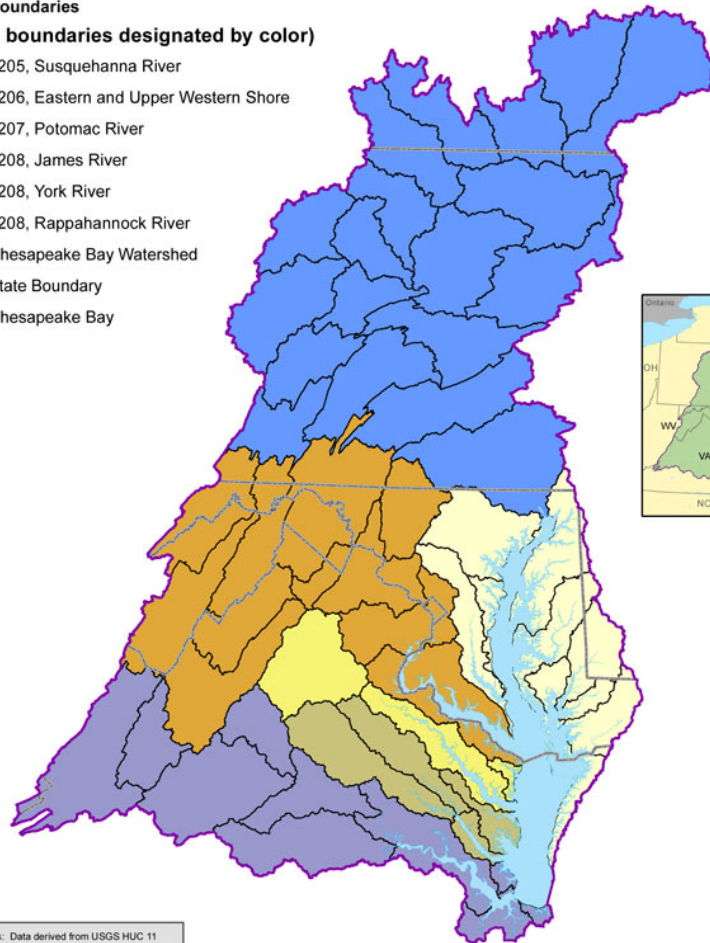 oundaries
boundaries designated by color)
205, Susquehanna River
206, Eastern and Upper Western Shore
207, Potomac River
208, James River
208, York River
208, Rappahannock River
hesapeake Bay Watershed
tate Boundary
hesapeake Bay
Ontario
OH
WV
VA
NC
s: Data derived from USGS HUC 11